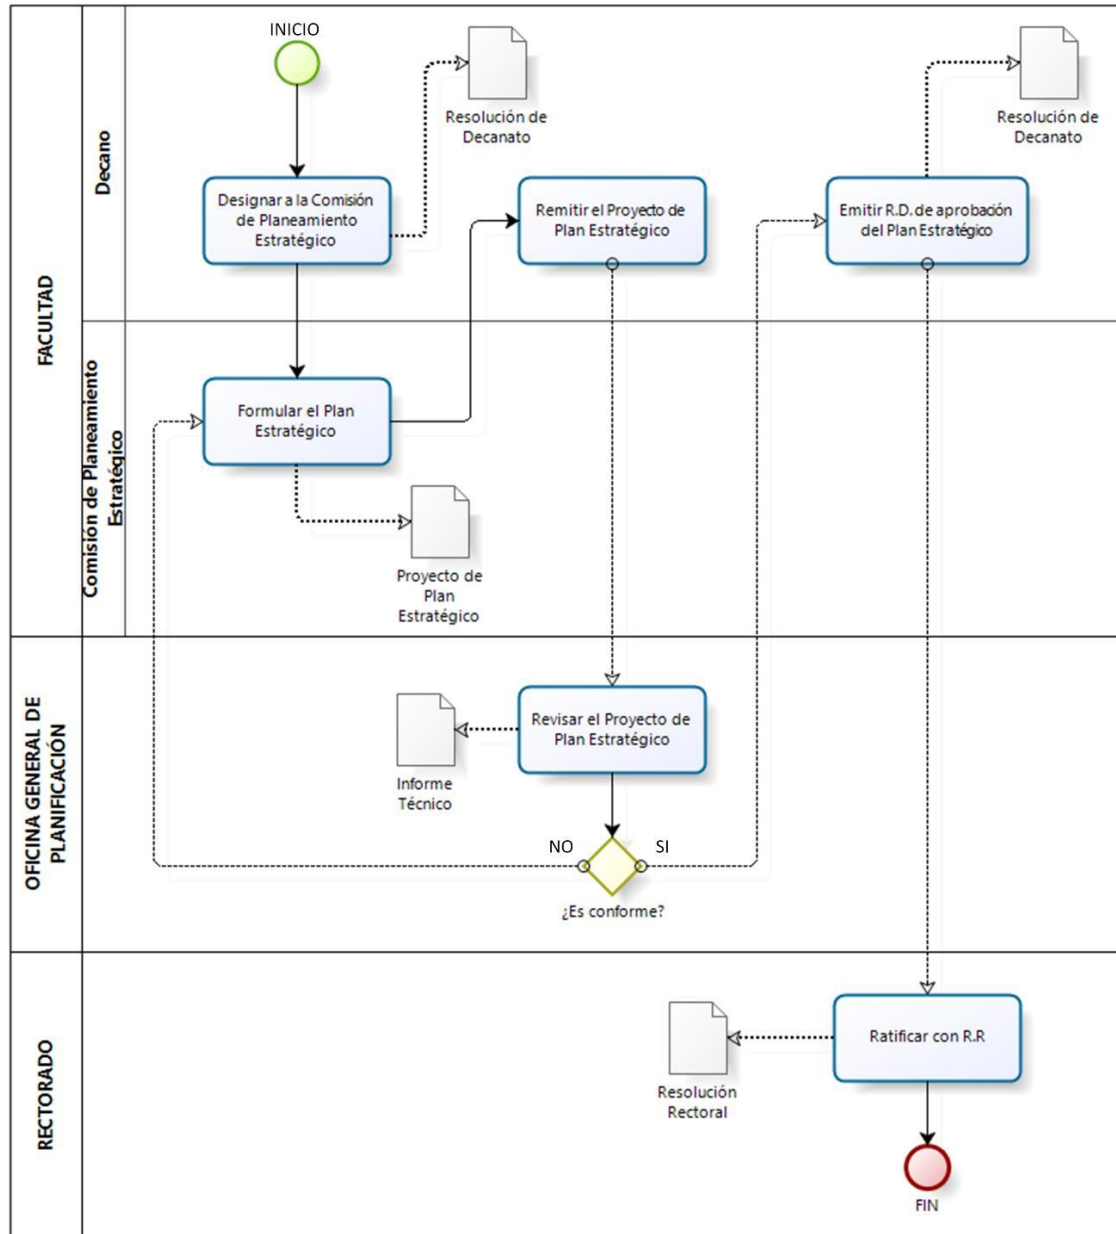 FACULTAD
Decano
INICIO
Resolución de
Decanato
Resolución de
Decanato
Designar a la Comisión
de Planeamiento
Estratégico
Remitir el Proyecto de
Plan Estratégico
Emitir R.D. de aprobación
del Plan Estratégico
Comisión de Planeamiento
Estratégico
Formular el Plan
Estratégico
Proyecto de
Plan
Estratégico
OFICINA GENERAL DE
PLANIFICACIÓN
Revisar el Proyecto de
Plan Estratégico
Informe
Técnico
NO
SI
¿Es conforme?
RECTORADO
Ratificar con R.R
Resolución
Rectoral
FIN